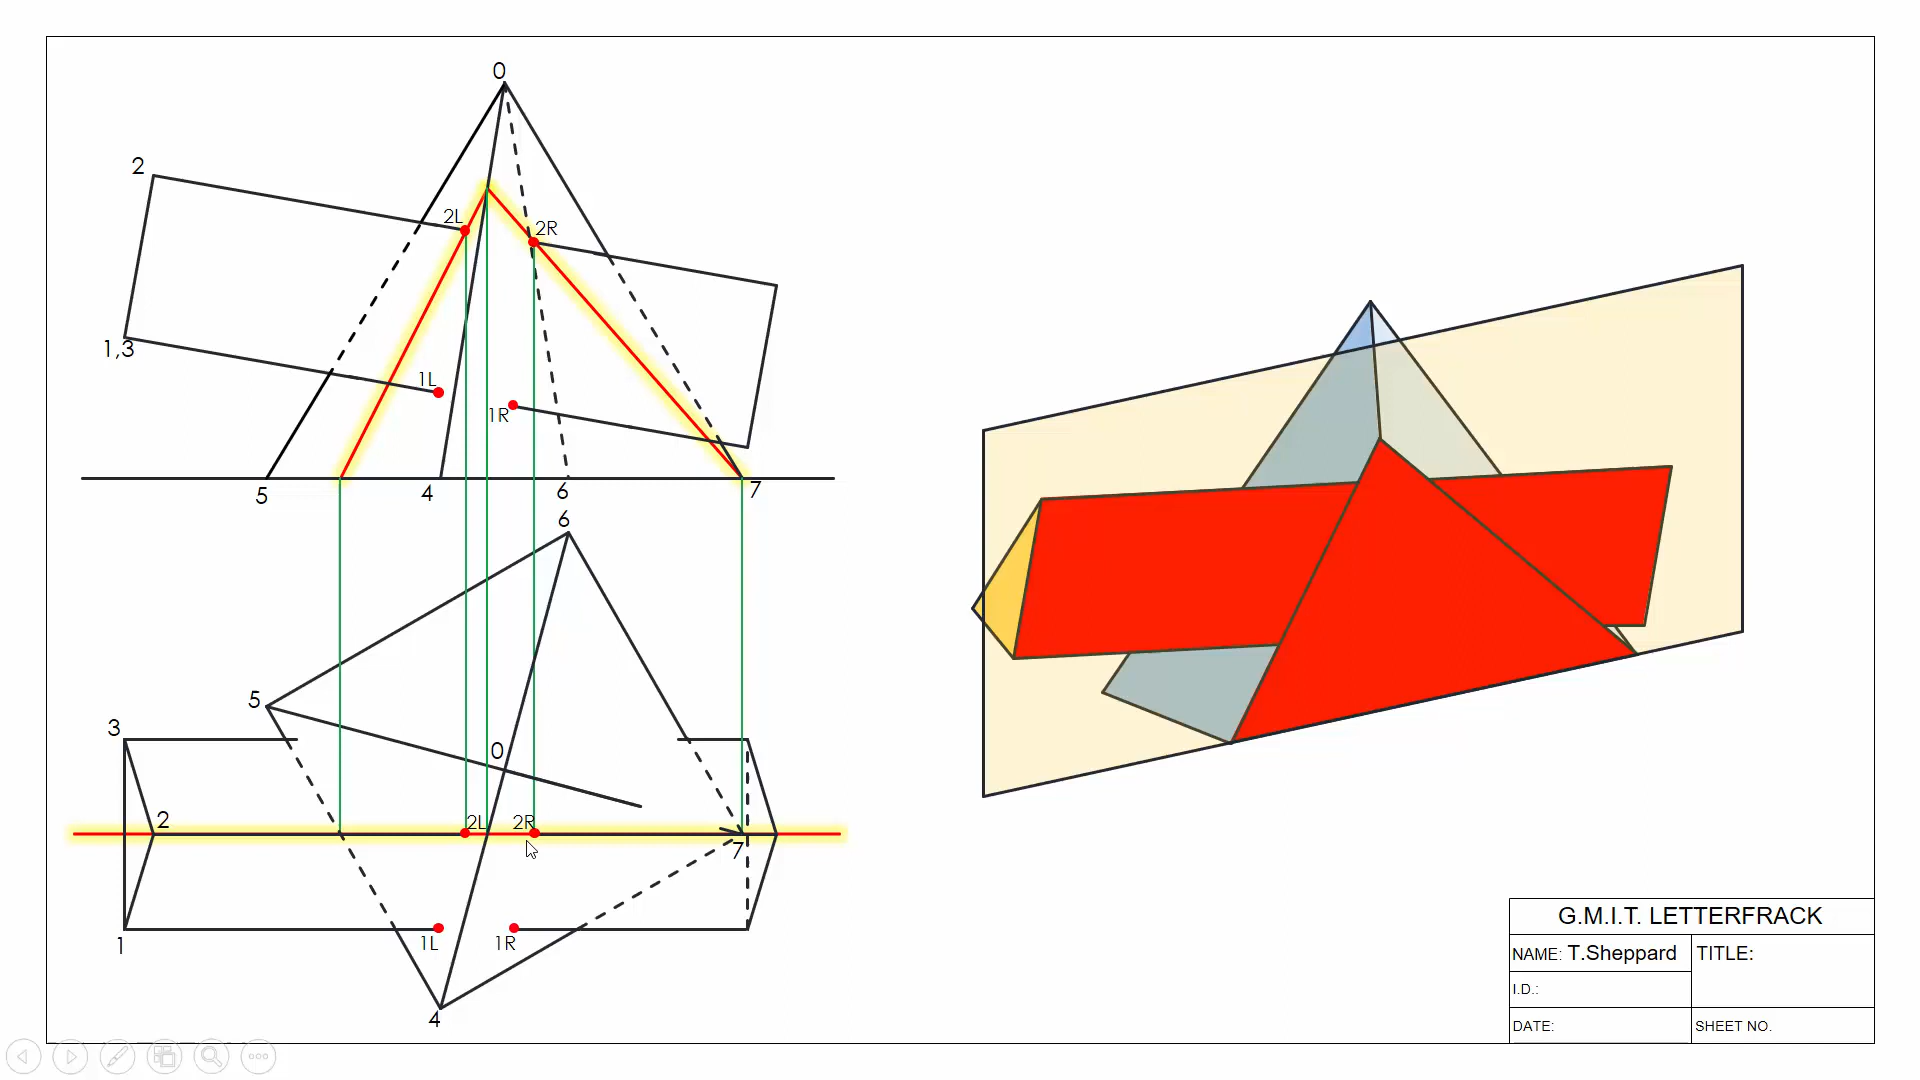 0
2
2L
2R
1,3
1L
1R
5
4
6
7
6
5
3
0
2
2L
2R
7
1
1L
1R
4
G.M.I.T. LETTERFRACK
NAME: T.Sheppard
TITLE:
I.D.:
DATE:
SHEET NO.